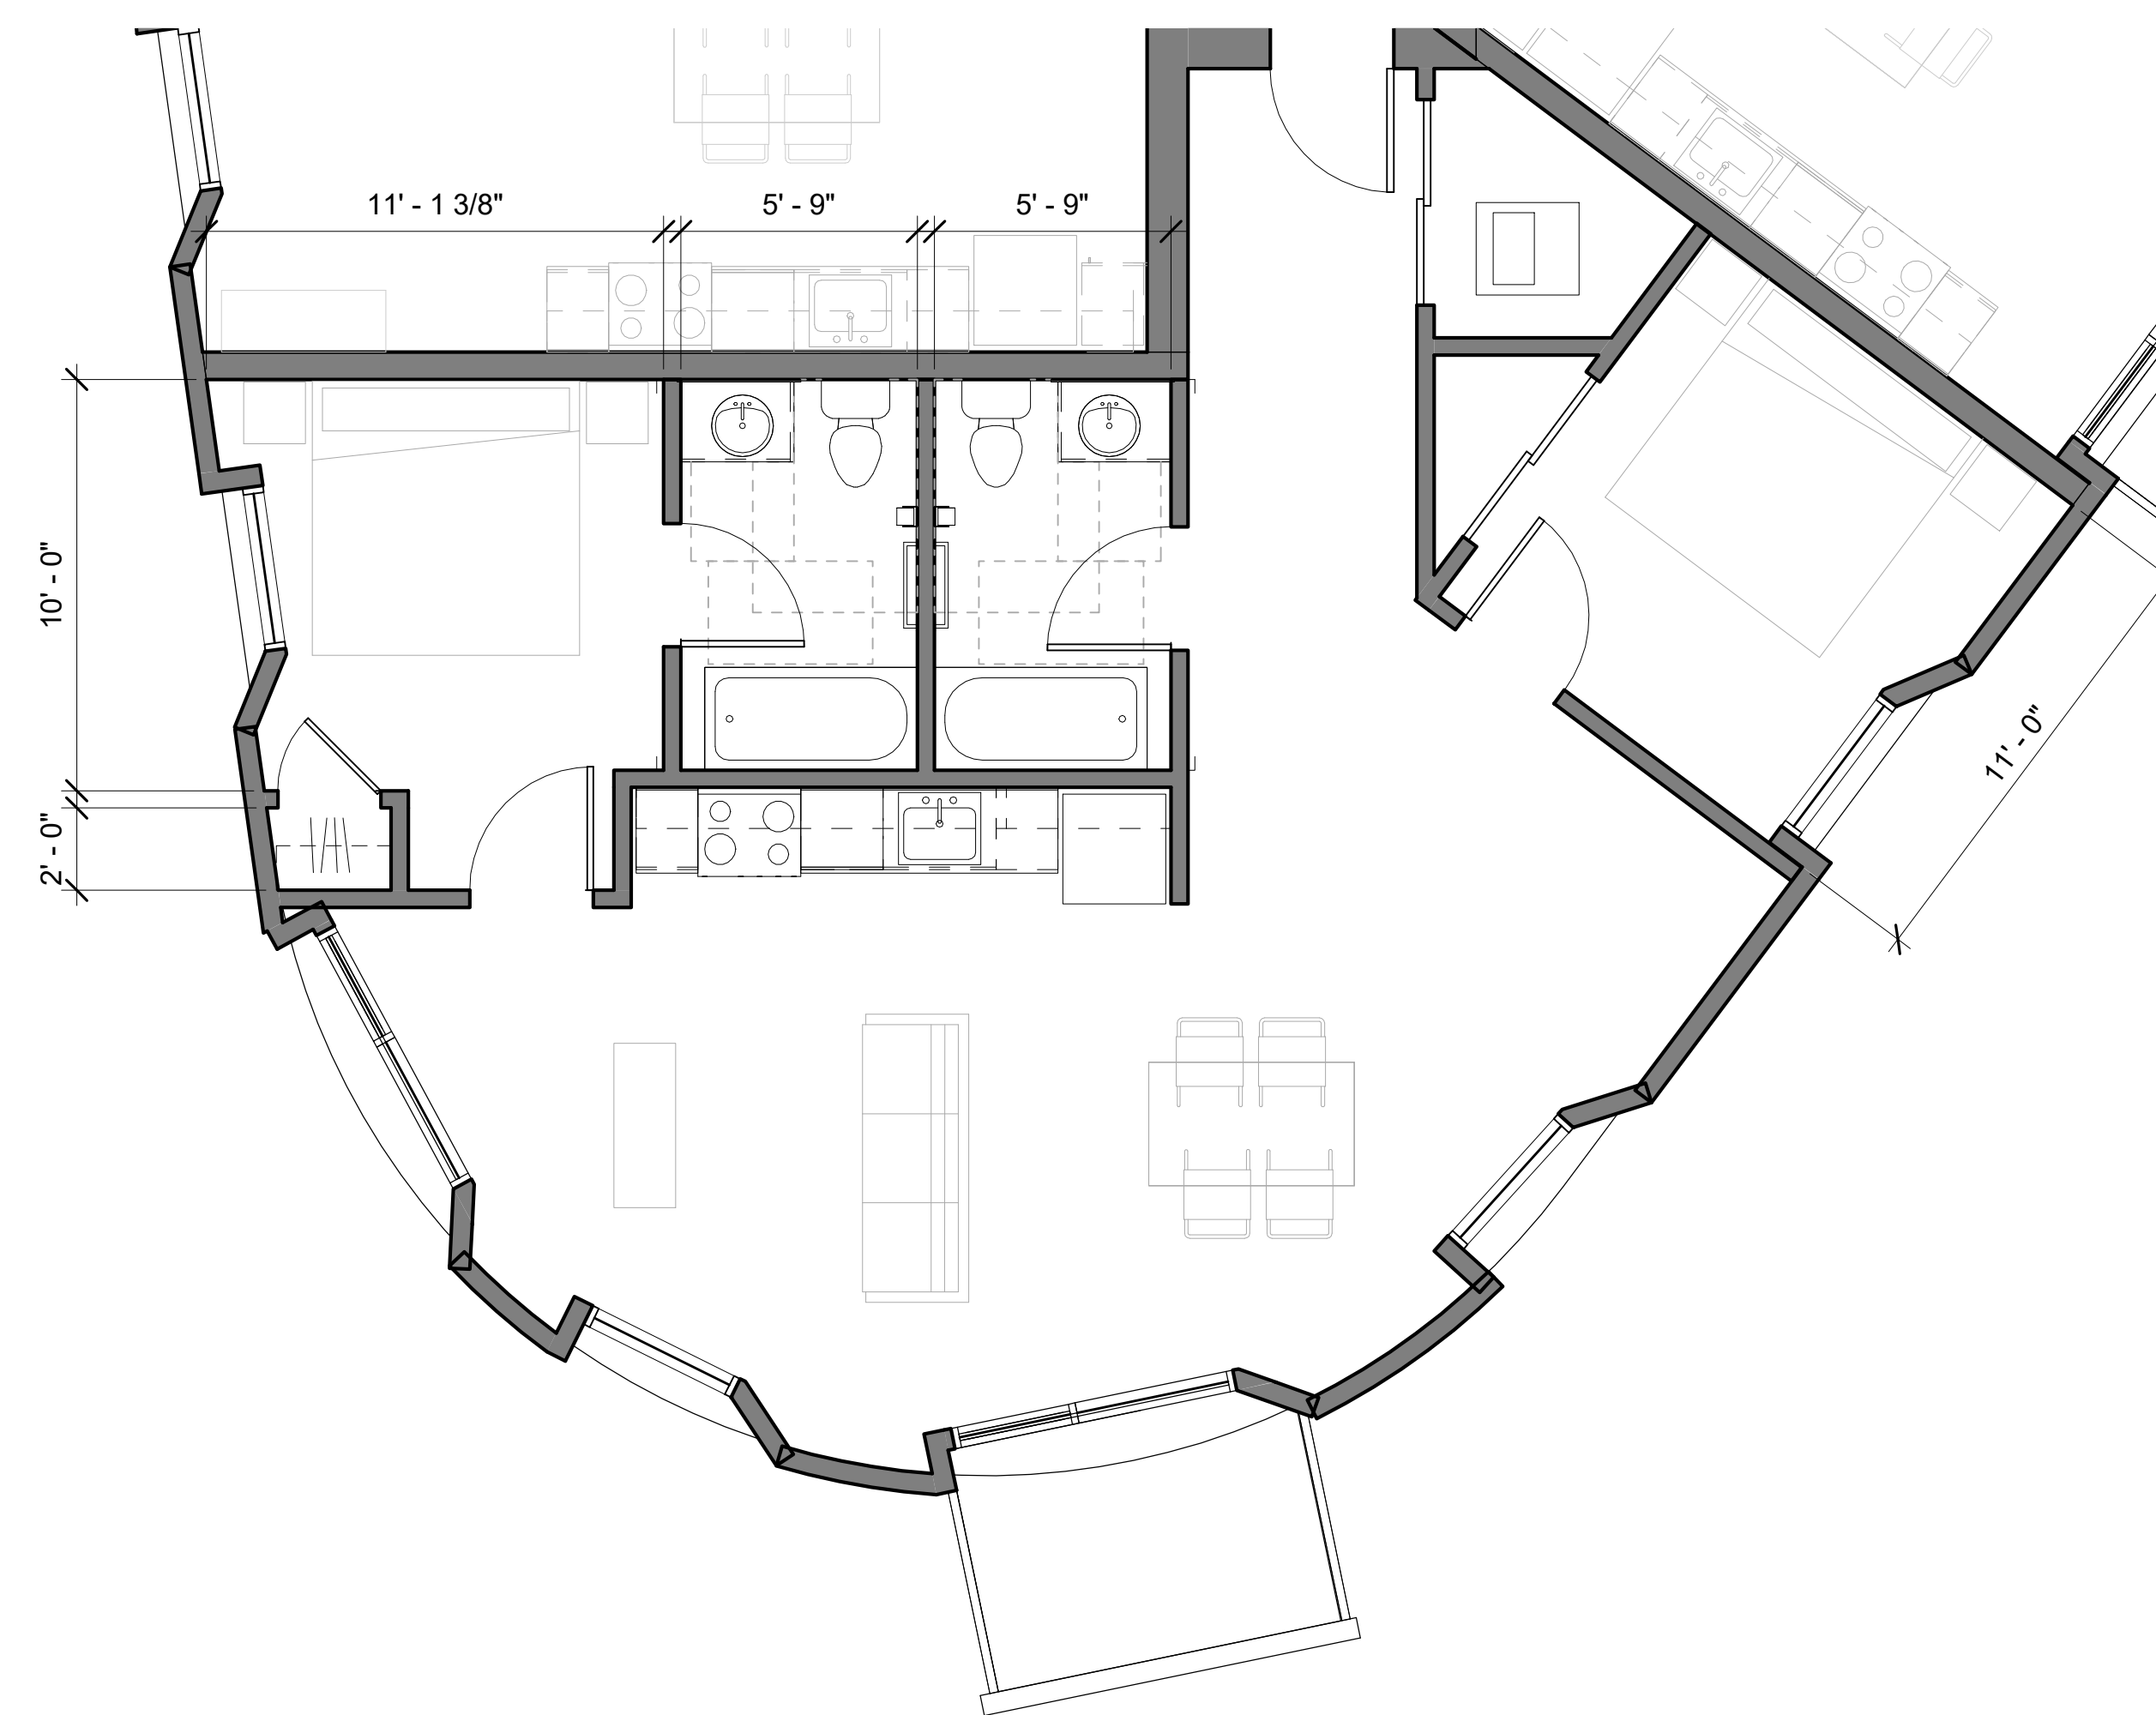 11' - 1 3/8"
5' - 9"
5' - 9"
10' - 0"
2' - 0"
11' - 0"